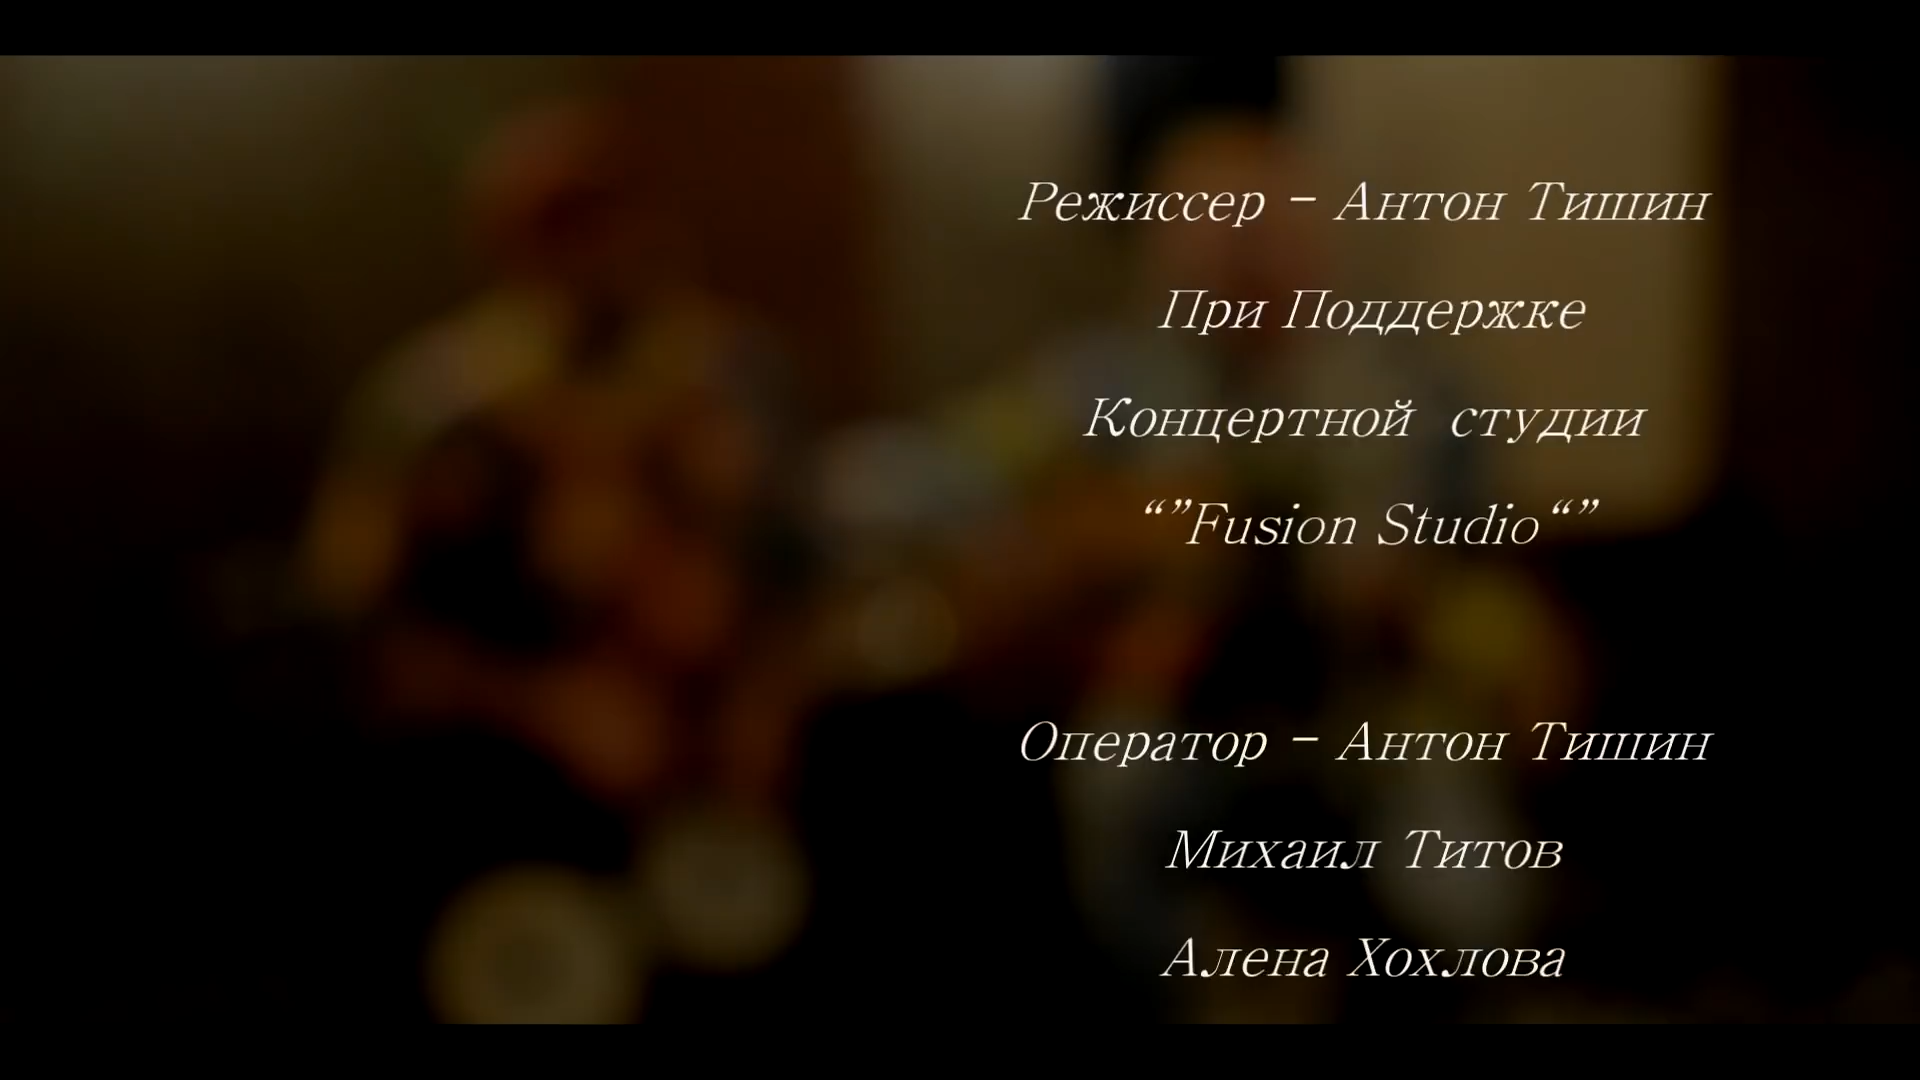 Режиссер - Антон Тишин
При Поддержке
Концертной студии
“”Fusion Studio“”
Оператор - Антон Тишин
Михаил Титов
Алена Хохлова